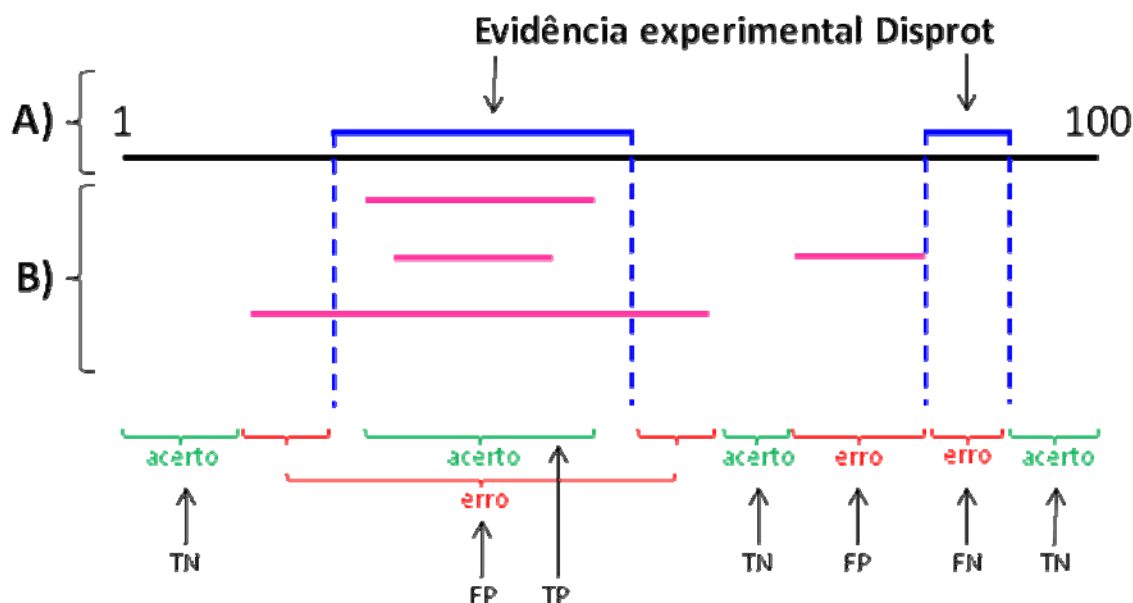 Evidência experimental Disprot
A) 1 100
B)
acerto acerto acerto erro erro acerto
erro
TN TN FP FN TN
FP TP